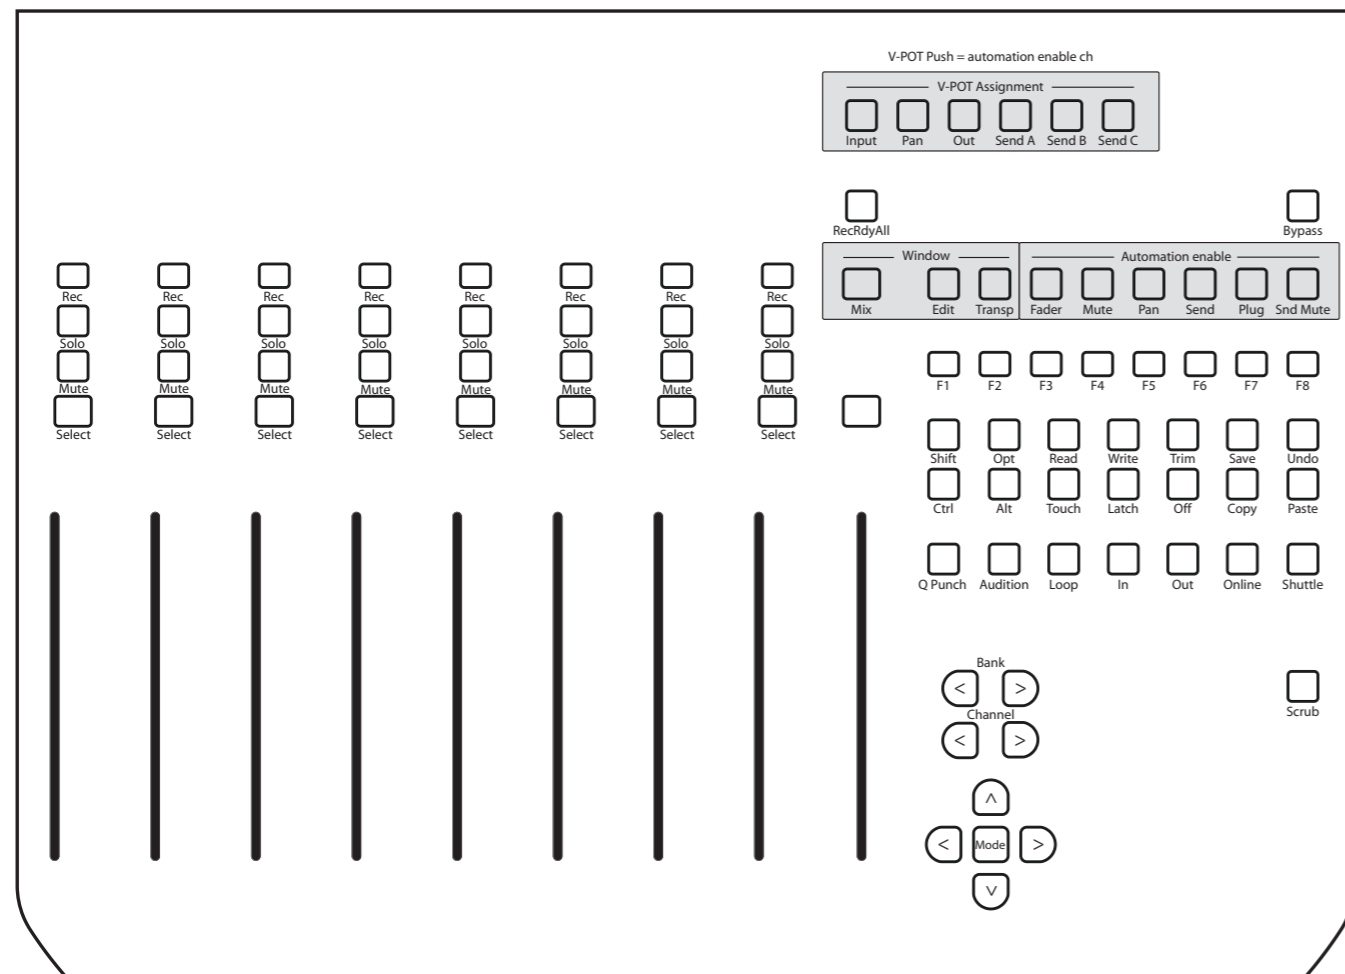 V-POT Push = automation enable ch
V-POT Assignment
Input Pan Out Send A Send B Send C
RecRdyAll Bypass
Window Automation enable
Rec Rec Rec Rec Rec Rec Rec Rec
Mix Edit Transp Fader Mute Pan Send Plug Snd Mute
Solo Solo Solo Solo Solo Solo Solo Solo
Mute Mute Mute Mute Mute Mute Mute Mute
F1 F2 F3 F4 F5 F6 F7 F8
Select Select Select Select Select Select Select Select
Shift Opt Read Write Trim Save Undo
Ctrl Alt Touch Latch Off Copy Paste
Q Punch Audition Loop In Out Online Shuttle
Bank
< >
Scrub
Channel
< >
^
< Mode >
v